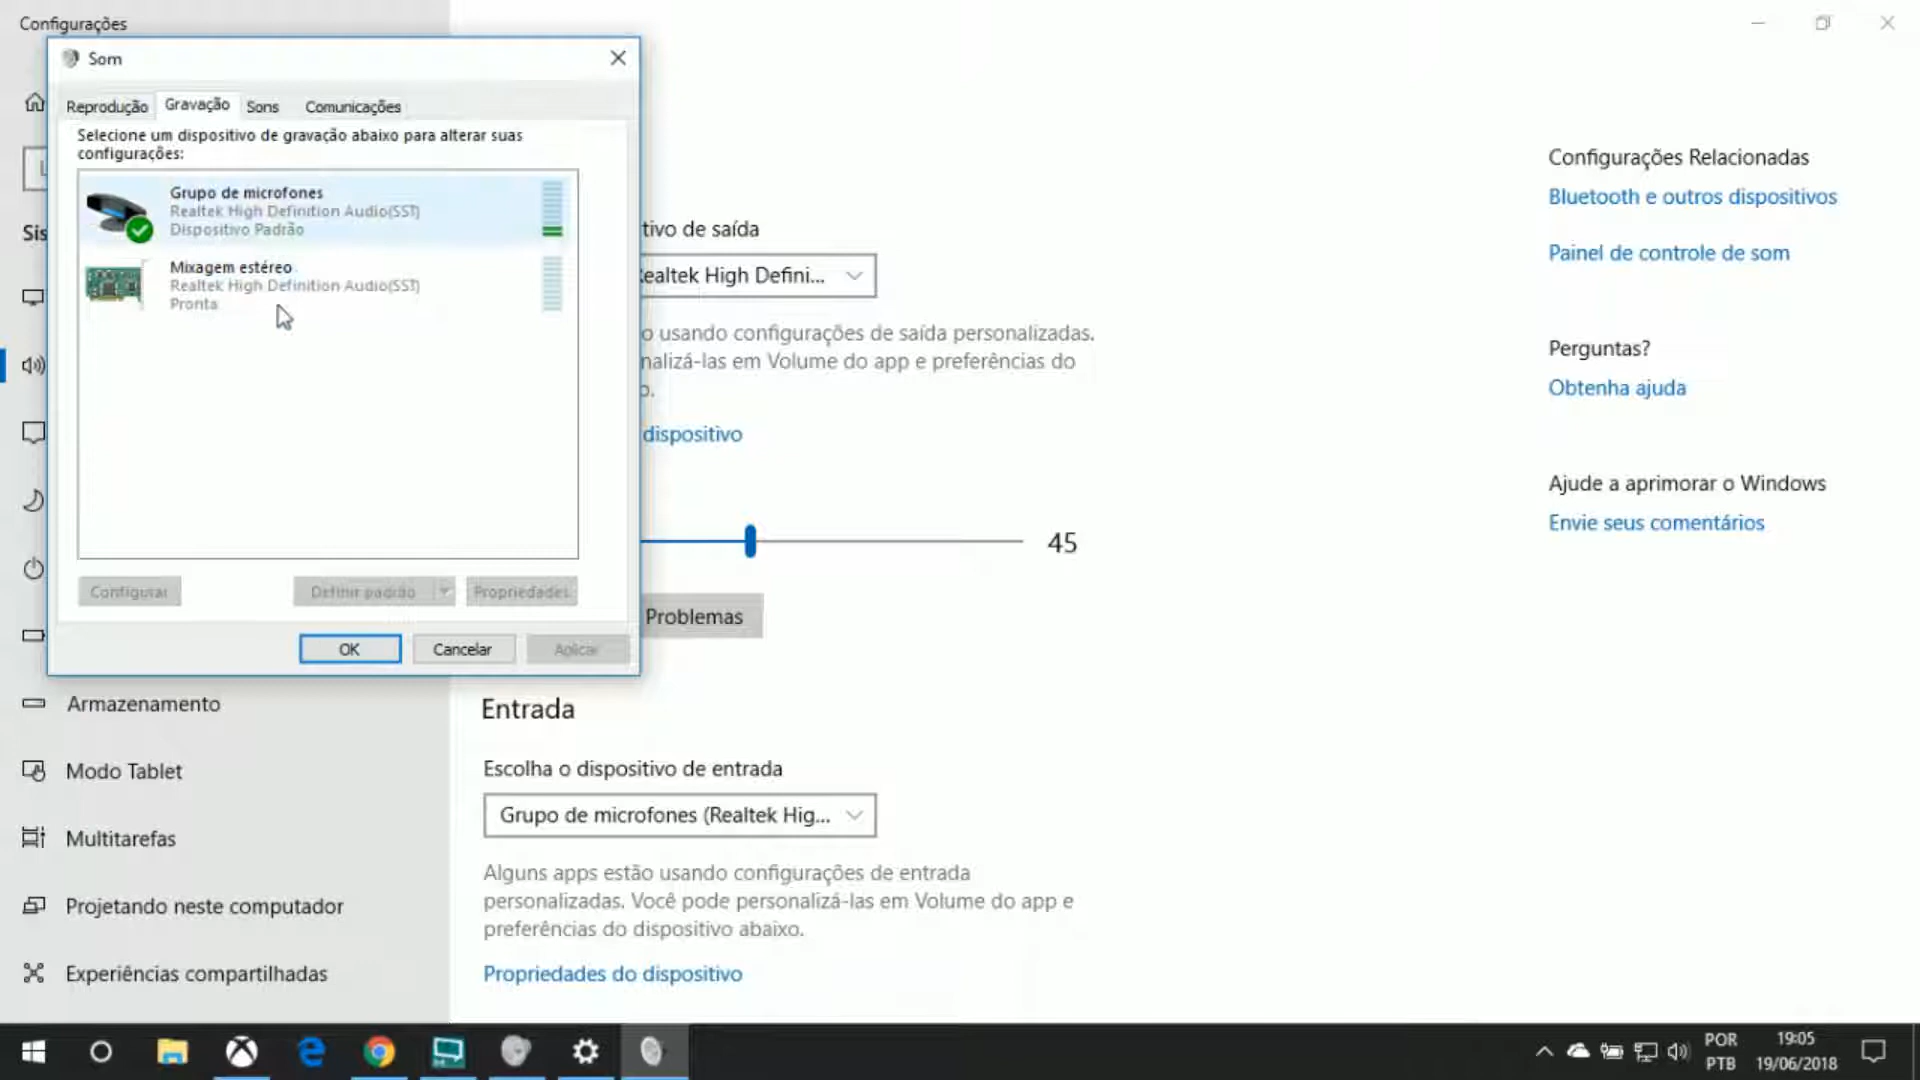 Configurações
Som
Reprodução
Gravação
Sons
Comunicações
Selecione um dispositivo de gravação abaixo para alterar suas
configurações:
Grupo de microfones
Realtek High Definition Audio(SST)
Dispositivo Padrão
Mixagem estéreo
Realtek High Definition Audio(SST)
Pronta
Configurar
Definir padrão
Propriedades
OK
Cancelar
Aplicar
Sis
Armazenamento
Modo Tablet
Multitarefas
Projetando neste computador
Experiências compartilhadas
tivo de saída
Realtek High Defini...
o usando configurações de saída personalizadas.
nalizá-las em Volume do app e preferências do
o.
dispositivo
45
Problemas
Entrada
Escolha o dispositivo de entrada
Grupo de microfones (Realtek Hig...
Alguns apps estão usando configurações de entrada
personalizadas. Você pode personalizá-las em Volume do app e
preferências do dispositivo abaixo.
Propriedades do dispositivo
Configurações Relacionadas
Bluetooth e outros dispositivos
Painel de controle de som
Perguntas?
Obtenha ajuda
Ajude a aprimorar o Windows
Envie seus comentários
POR
PTB
19:05
19/06/2018